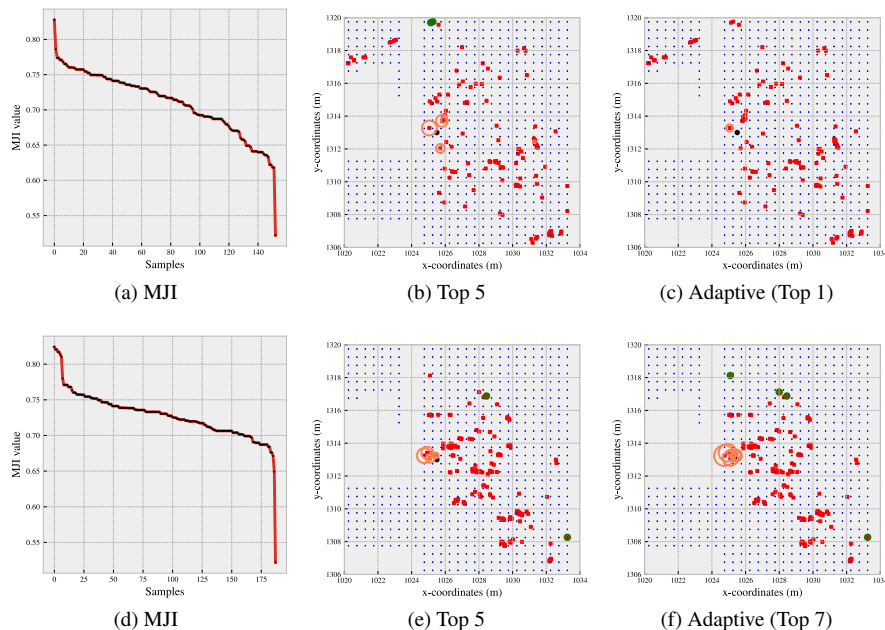 0.80
0.75
0.70
0.65
0.60
0.55
MJI value
0 20 40 60 80 100 120 140
Samples
(a) MJI
1320
1318
1316
1314
1312
1310
1308
1306
y-coordinates (m)
1020 1022 1024 1026 1028 1030 1032 1034
x-coordinates (m)
(b) Top 5
1320
1318
1316
1314
1312
1310
1308
1306
y-coordinates (m)
1020 1022 1024 1026 1028 1030 1032 1034
x-coordinates (m)
(c) Adaptive (Top 1)
0.80
0.75
0.70
0.65
0.60
0.55
MJI value
0 25 50 75 100 125 150 175
Samples
(d) MJI
1320
1318
1316
1314
1312
1310
1308
1306
y-coordinates (m)
1020 1022 1024 1026 1028 1030 1032 1034
x-coordinates (m)
(e) Top 5
1320
1318
1316
1314
1312
1310
1308
1306
y-coordinates (m)
1020 1022 1024 1026 1028 1030 1032 1034
x-coordinates (m)
(f) Adaptive (Top 7)